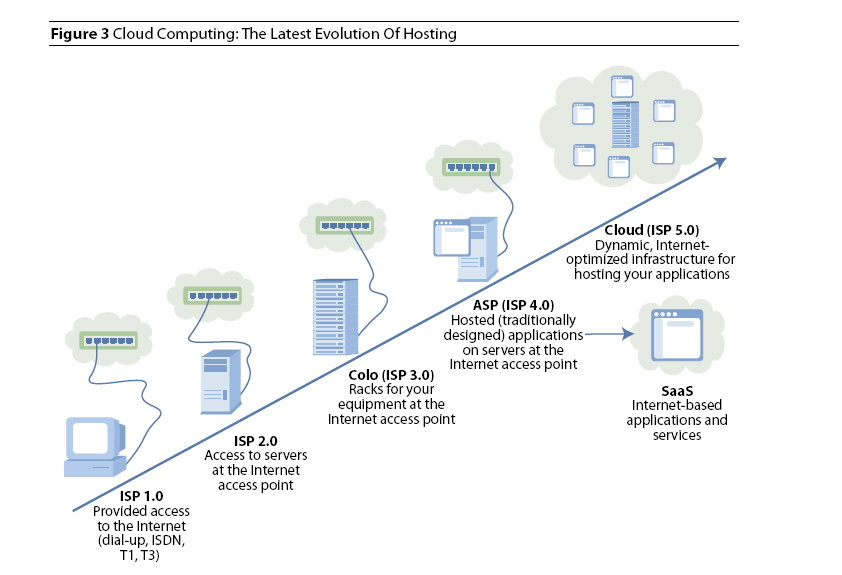 Figure 3 Cloud Computing: The Latest Evolution Of Hosting
Cloud (ISP 5.0)
Dynamic, Internet-
optimized infrastructure for
hosting your applications
ASP (ISP 4.0)
Hosted (traditionally
designed) applications
on servers at the
Internet access point
SaaS
Internet-based
applications and
services
Colo (ISP 3.0)
Racks for your
equipment at the
Internet access point
ISP 2.0
Access to servers
at the Internet
access point
ISP 1.0
Provided access
to the Internet
(dial-up, ISDN,
T1, T3)